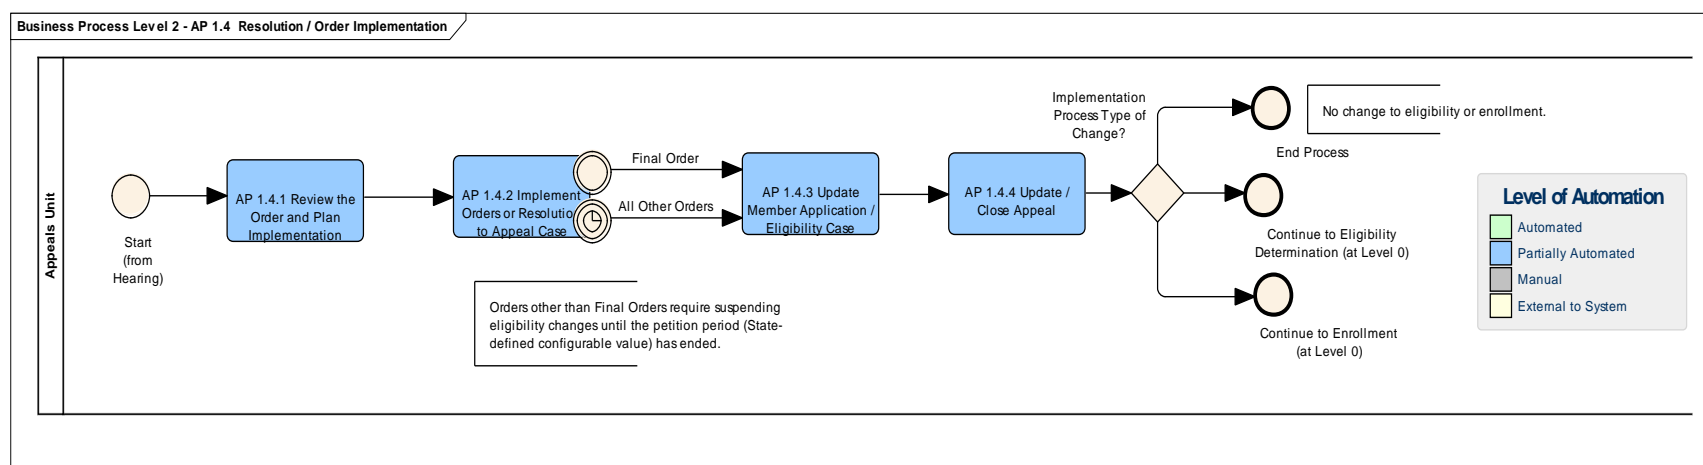 Business Process Level 2 - AP 1.4 Resolution / Order Implementation
Appeals Unit
Start
(from
Hearing)
AP 1.4.1 Review the
Order and Plan
Implementation
AP 1.4.2 Implement
Orders or Resolutio
to Appeal Case
Final Order
All Other Orders
Orders other than Final Orders require suspending
eligibility changes until the petition period (State-
defined configurable value) has ended.
AP 1.4.3 Update
Member Application /
Eligibility Case
AP 1.4.4 Update /
Close Appeal
Implementation
Process Type of
Change?
No change to eligibility or enrollment.
End Process
Continue to Eligibility
Determination (at Level 0)
Continue to Enrollment
(at Level 0)
Level of Automation
Automated
Partially Automated
Manual
External to System